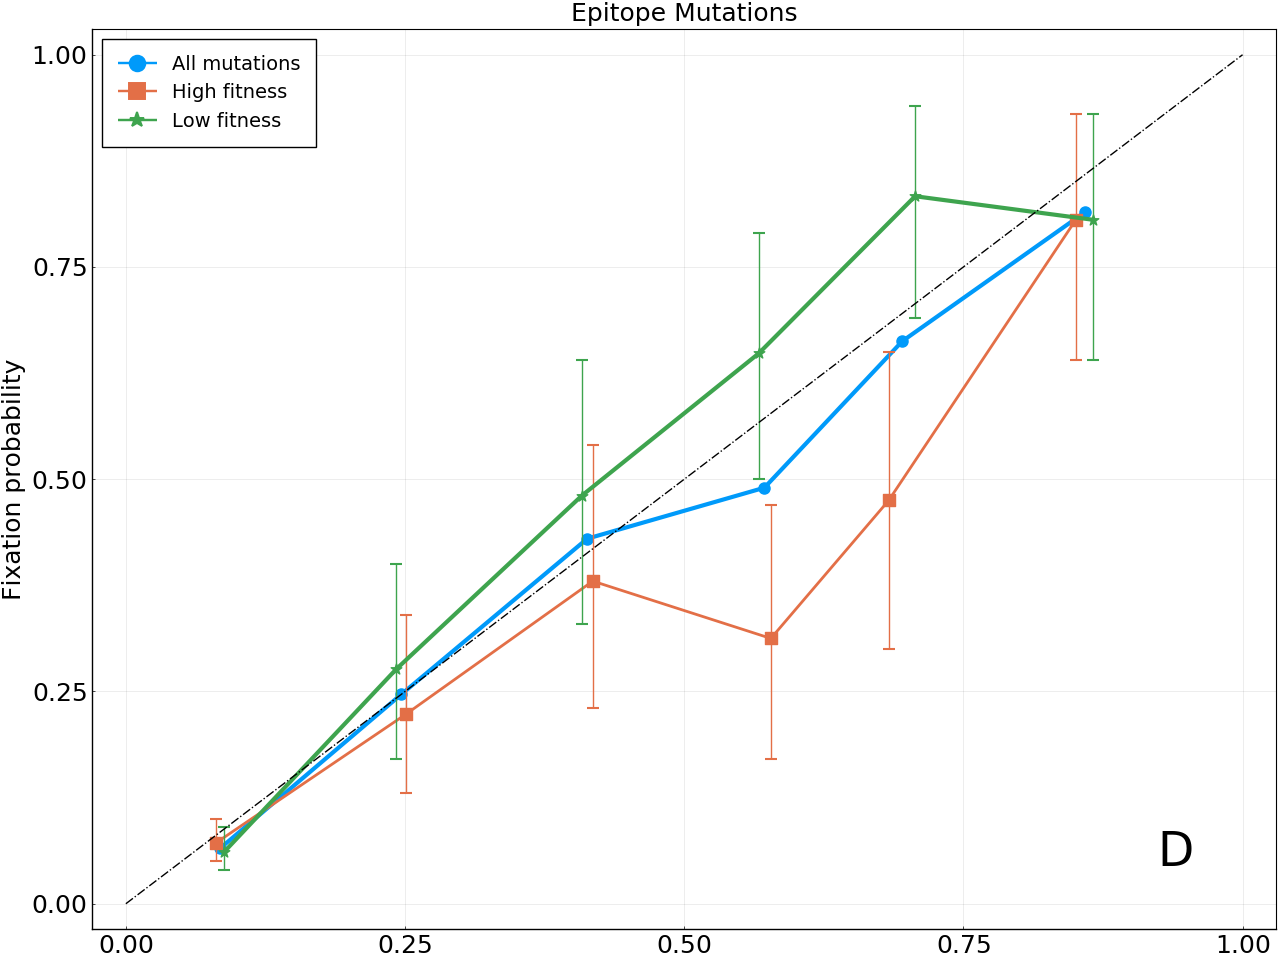 Epitope Mutations
All mutations
High fitness
Low fitness
Fixation probability
1.00
0.75
0.50
0.25
0.00
D
0.00 0.25 0.50 0.75 1.00